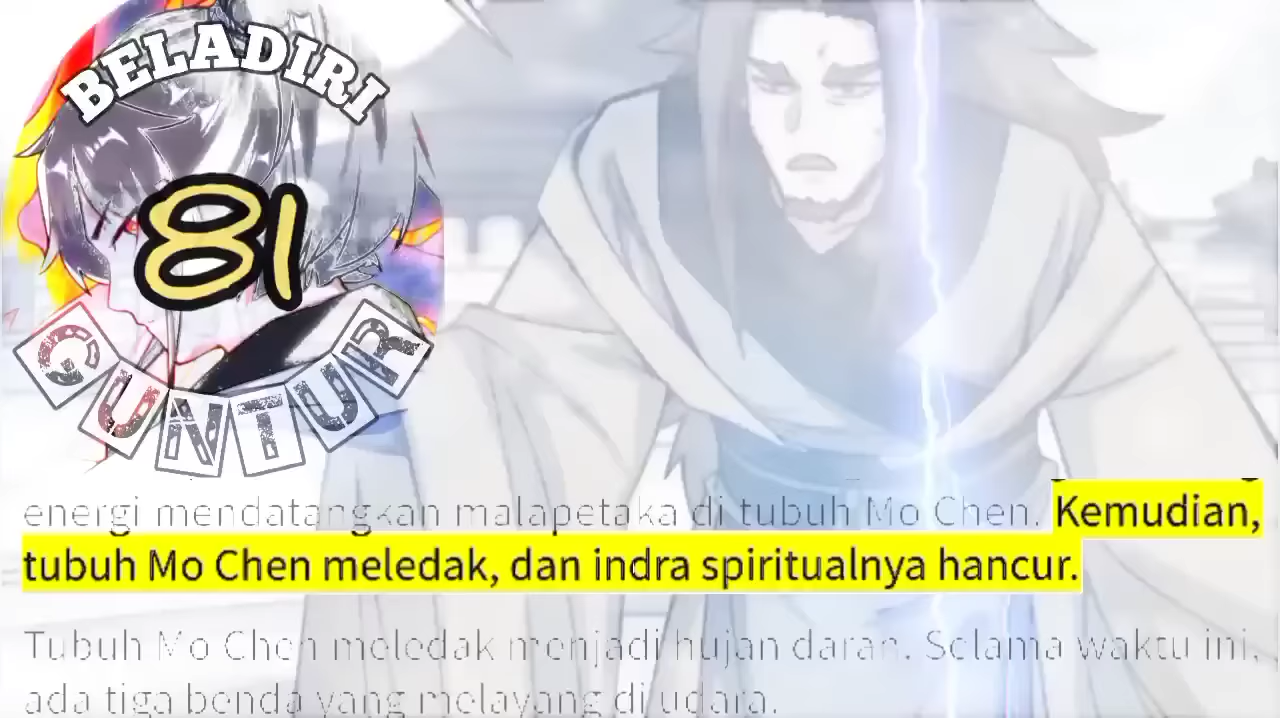 BELADIRI
81
GUNTUR
energi mendatangkan malapetaka di tubuh Mo Chen. Kemudian,
tubuh Mo Chen meledak, dan indra spiritualnya hancur.
Tubuh Mo Chen meledak menjadi hujan darah. Selama waktu ini,
ada tiga benda yang melayang di udara.